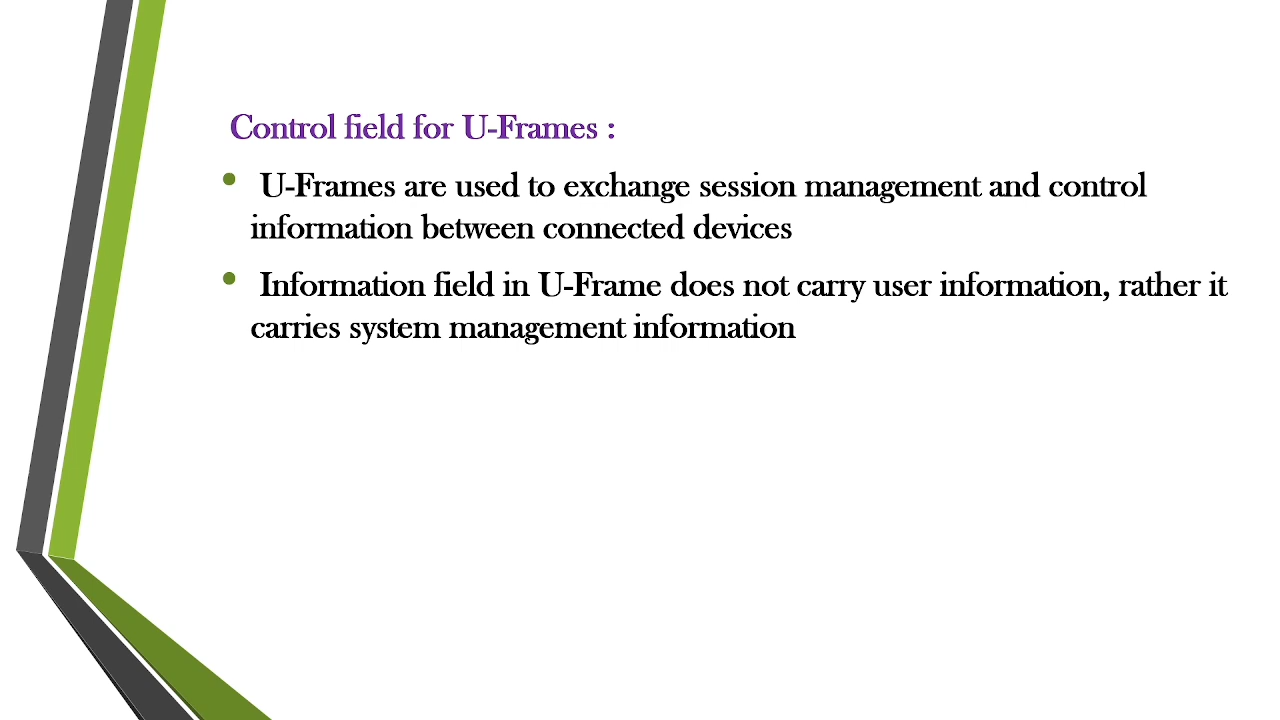 Control field for U-Frames :
• U-Frames are used to exchange session management and control
information between connected devices
• Information field in U-Frame does not carry user information, rather it
carries system management information